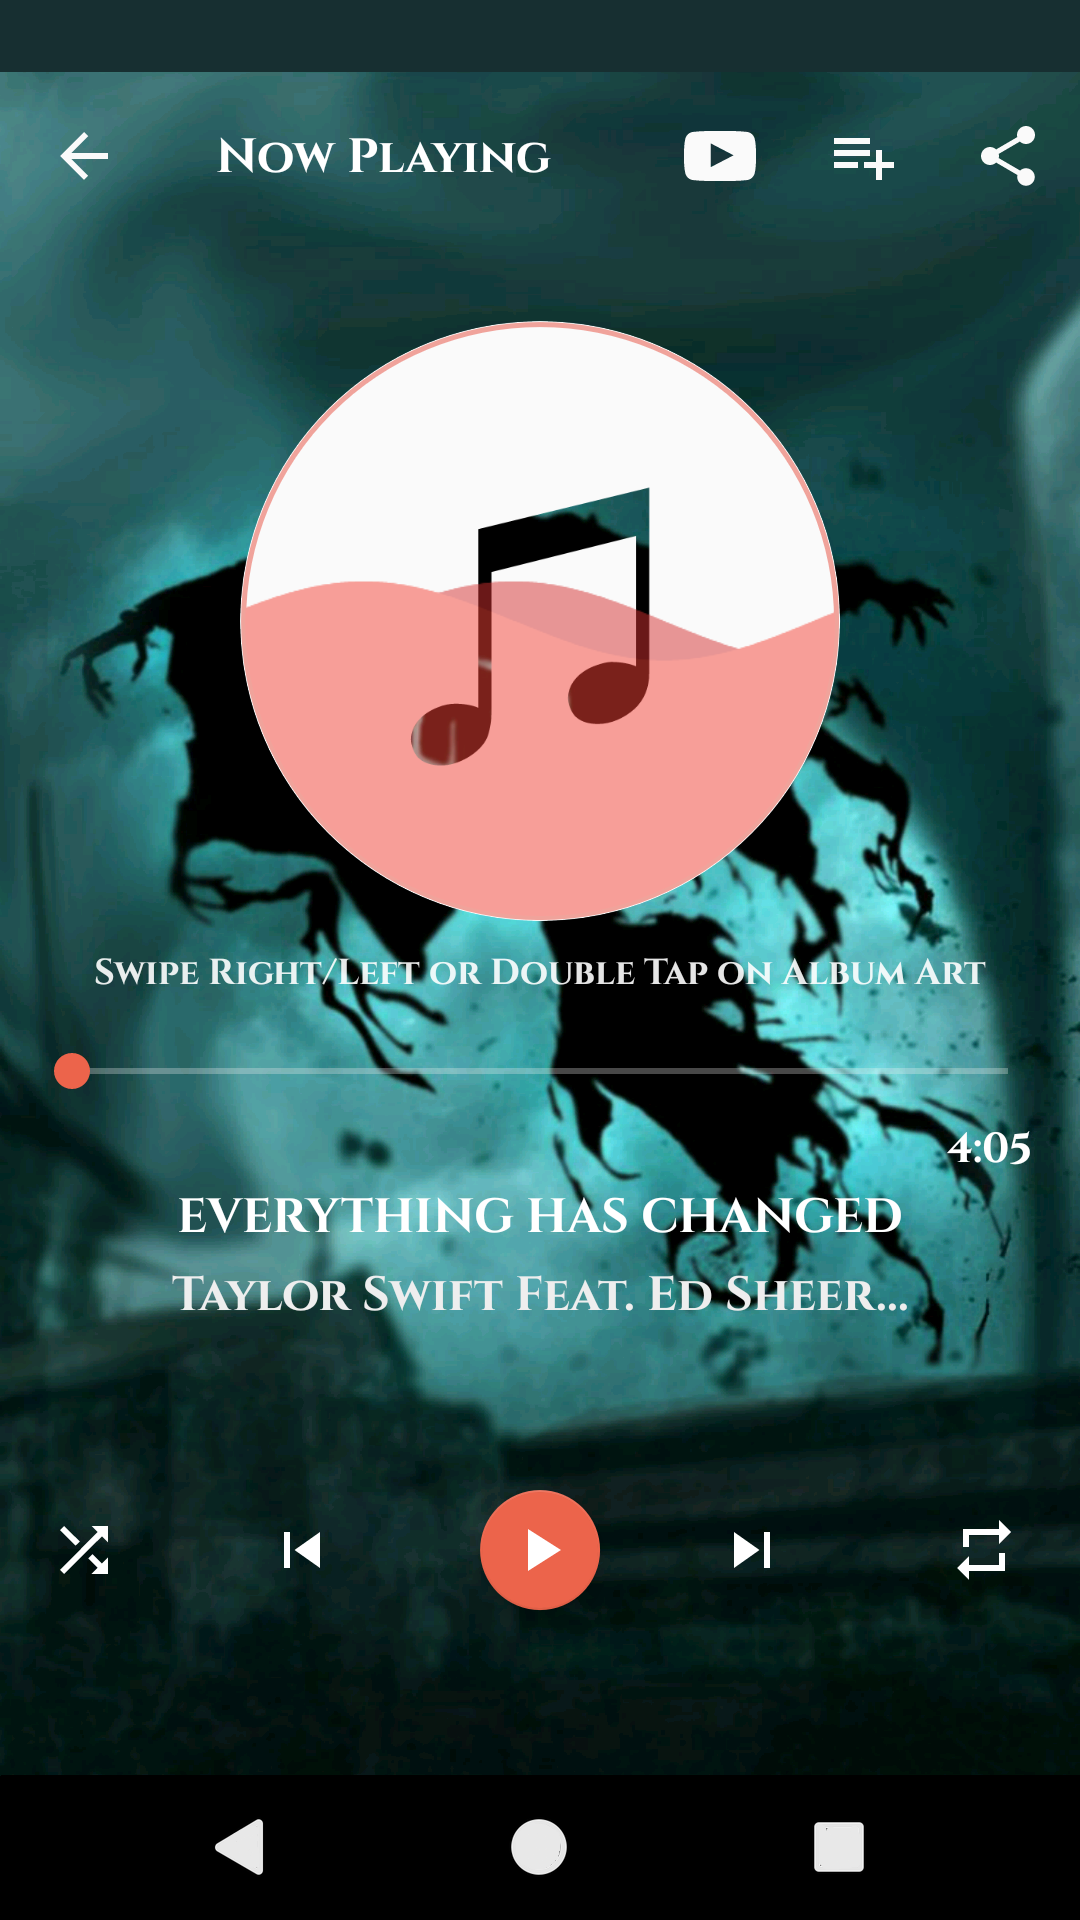 Now Playing
Swipe Right/Left or Double Tap on Album Art
4:05
EVERYTHING HAS CHANGED
Taylor Swift Feat. Ed Sheer...